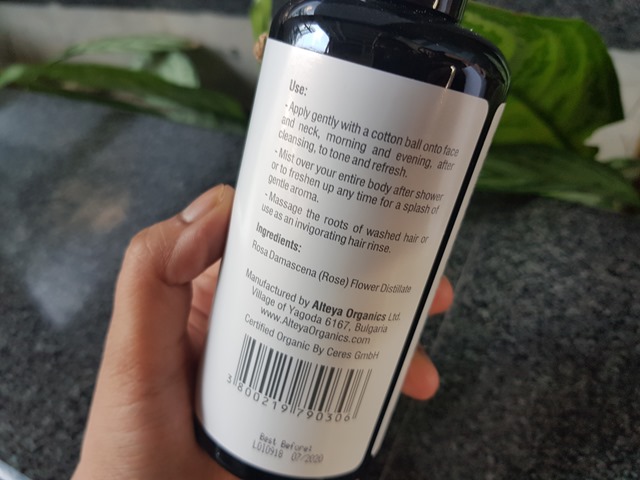 Use:
- Apply gently with a cotton ball onto face
and neck, morning and evening, after
cleansing, to tone and refresh.
- Mist over your entire body after shower
or to freshen up any time for a splash of
gentle aroma.
- Massage the roots of washed hair or
use as an invigorating hair rinse.
Ingredients:
Rosa Damascena (Rose) Flower Distillate
Manufactured by Alteya Organics Ltd.
Village of Yagoda 6167, Bulgaria
www.AlteyaOrganics.com
Certified Organic By Ceres GmbH
3 800219 790306
Best Before:
L010918 07/2020